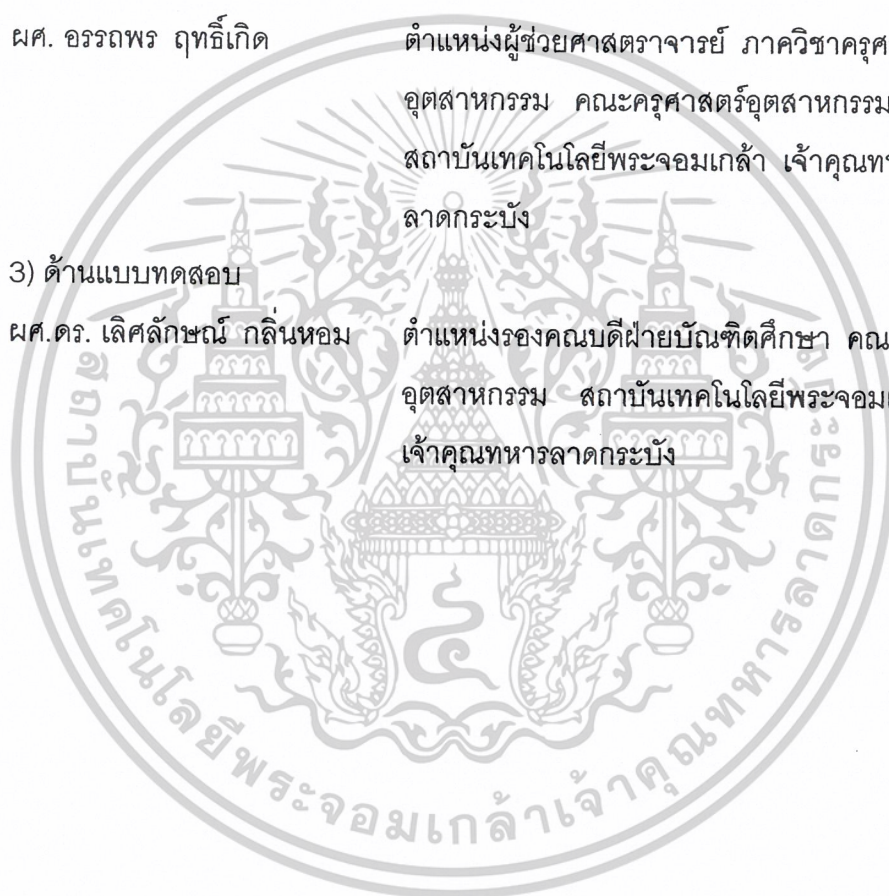 ผศ. อรรถพร ฤทธิ์เกิด ตำแหน่งผู้ช่วยศาสตราจารย์ ภาควิชาครุศ
อุตสาหกรรม คณะครุศาสตร์อุตสาหกรรม
สถาบันเทคโนโลยีพระจอมเกล้า เจ้าคุณท
ลาดกระบัง
3) ด้านแบบทดสอบ
ผศ.ดร. เลิศลักษณ์ กลิ่นหอม ตำแหน่งรองคณบดีฝ่ายบัณฑิตศึกษา คณ
อุตสาหกรรม สถาบันเทคโนโลยีพระจอม
เจ้าคุณทหารลาดกระบัง
สถาบันเทคโนโลยีพระจอมเกล้าเจ้าคุณทหารลาดกระบัง
๔